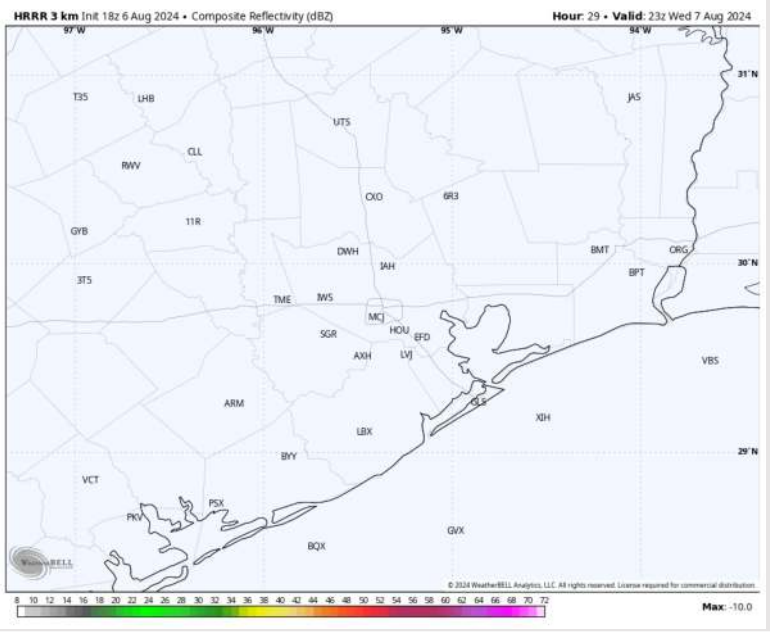 HRRR 3 km Init 18z 6 Aug 2024 • Composite Reflectivity (dBZ) Hour: 29 • Valid: 23z Wed 7 Aug 2024
97°W 96°W 95°W 94°W
31°N
T35 LHB JAS
UTS
CLL
RWV
CXO 6R3
11R
GYB
DWH BMT ORG
IAH 30°N
3T5 BPT
TME IWS
MCJ
SGR HOU EFD
AXH LVJ VBS
ARM GLS
LBX XIH
BYY 29°N
VCT
PSX
PKV
GVX
BQX
WeatherBELL
© 2024 WeatherBELL Analytics, LLC. All rights reserved. License required for commercial distribution.
8 10 12 14 16 18 20 22 24 26 28 30 32 34 36 38 40 42 44 46 48 50 52 54 56 58 60 62 64 66 68 70 72
Max: -10.0